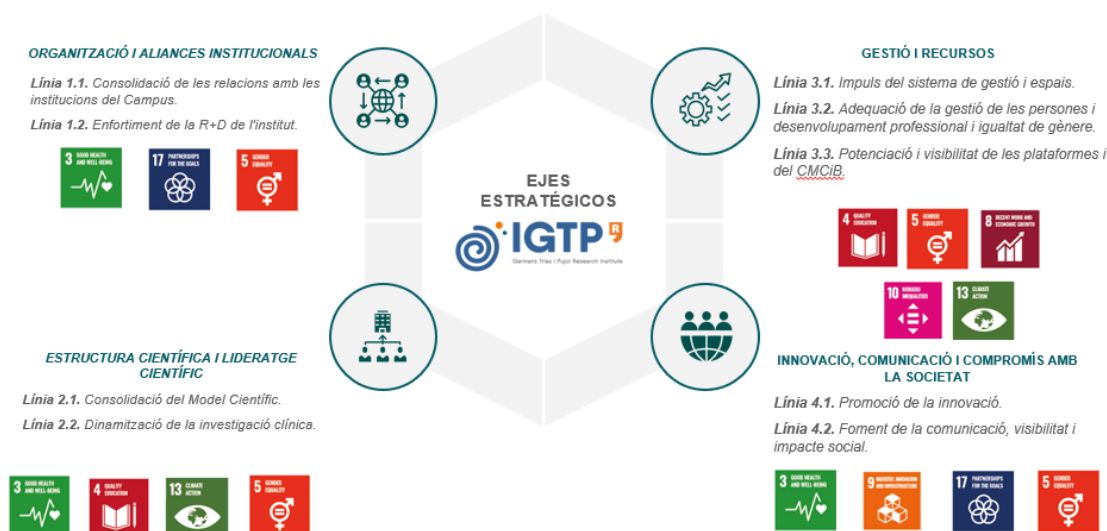 ORGANITZACIÓ I ALIANCES INSTITUCIONALS
Línia 1.1. Consolidació de les relacions amb les
institucions del Campus.
Línia 1.2. Enfortiment de la R+D de l'institut.
3 GOOD HEALTH
AND WELL-BEING
17 PARTNERSHIPS
FOR THE GOALS
5 GENDER
EQUALITY
GESTIÓ I RECURSOS
Línia 3.1. Impuls del sistema de gestió i espais.
Línia 3.2. Adequació de la gestió de les persones i
desenvolupament professional i igualtat de gènere.
Línia 3.3. Potenciació i visibilitat de les plataformes i
del CMCiB.
4 QUALITY
EDUCATION
5 GENDER
EQUALITY
8 DECENT WORK AND
ECONOMIC GROWTH
10 REDUCED
INEQUALITIES
13 CLIMATE
ACTION
EJES
ESTRATÉGICOS
IGTP R
Germans Trias i Pujol Research Institute
ESTRUCTURA CIENTÍFICA I LIDERATGE
CIENTÍFIC
Línia 2.1. Consolidació del Model Científic.
Línia 2.2. Dinamització de la investigació clínica.
3 GOOD HEALTH
AND WELL-BEING
4 QUALITY
EDUCATION
13 CLIMATE
ACTION
5 GENDER
EQUALITY
INNOVACIÓ, COMUNICACIÓ I COMPROMÍS AMB
LA SOCIETAT
Línia 4.1. Promoció de la innovació.
Línia 4.2. Foment de la comunicació, visibilitat i
impacte social.
3 GOOD HEALTH
AND WELL-BEING
9 INDUSTRY, INNOVATION
AND INFRASTRUCTURE
17 PARTNERSHIPS
FOR THE GOALS
5 GENDER
EQUALITY